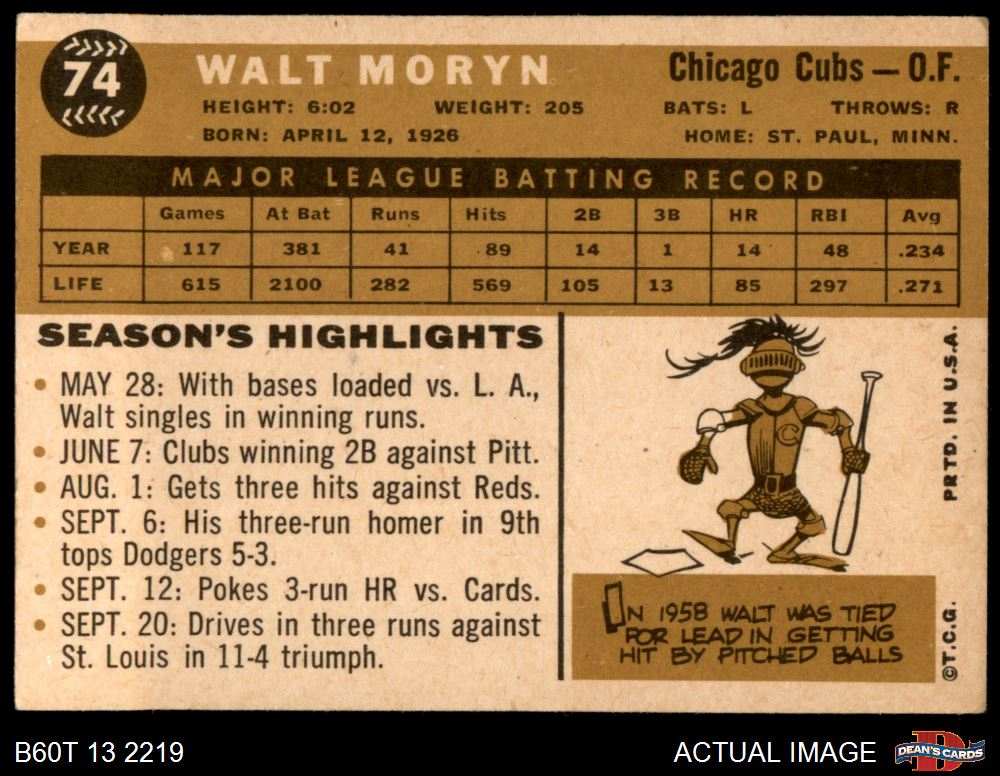 74
WALT MORYN
Chicago Cubs — O.F.
HEIGHT: 6:02 WEIGHT: 205 BATS: L THROWS: R
BORN: APRIL 12, 1926 HOME: ST. PAUL, MINN.
MAJOR LEAGUE BATTING RECORD
Games At Bat Runs Hits 2B 3B HR RBI Avg
YEAR 117 381 41 89 14 1 14 48 .234
LIFE 615 2100 282 569 105 13 85 297 .271
SEASON'S HIGHLIGHTS
• MAY 28: With bases loaded vs. L. A.,
Walt singles in winning runs.
• JUNE 7: Clubs winning 2B against Pitt.
• AUG. 1: Gets three hits against Reds.
• SEPT. 6: His three-run homer in 9th
tops Dodgers 5-3.
• SEPT. 12: Pokes 3-run HR vs. Cards.
• SEPT. 20: Drives in three runs against
St. Louis in 11-4 triumph.
C
IN 1958 WALT WAS TIED
FOR LEAD IN GETTING
HIT BY PITCHED BALLS
©T.C.G. PRTD. IN U.S.A.
B60T 13 2219
ACTUAL IMAGE
DEAN'S CARDS